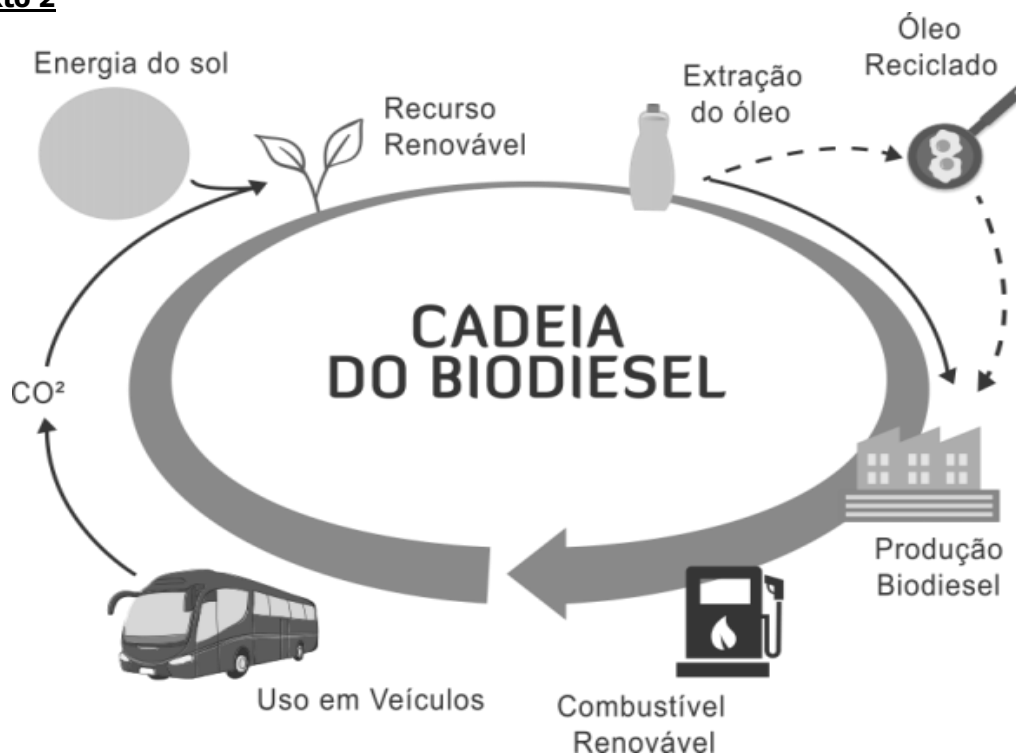 Energia do sol
Recurso
Renovável
Extração
do óleo
Óleo
Reciclado
CADEIA
DO BIODIESEL
CO²
Produção
Biodiesel
Uso em Veículos
Combustível
Renovável